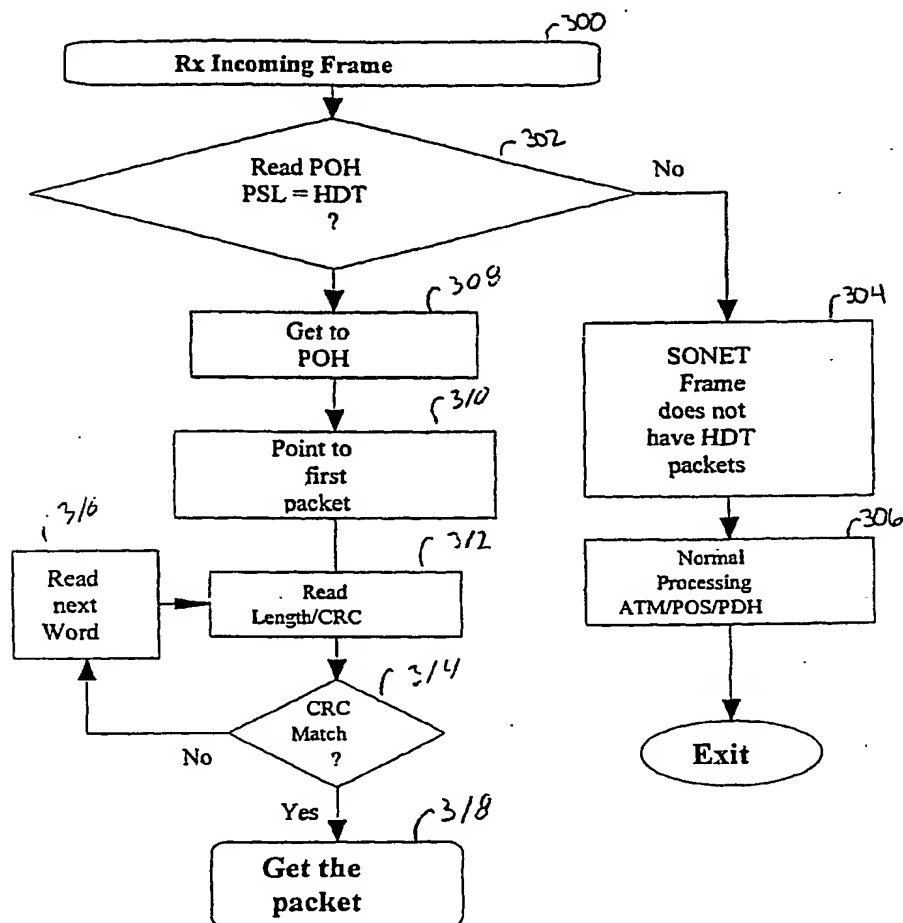 300
Rx Incoming Frame
302
Read POH
PSL = HDT
?
No
308
Get to
POH
304
SONET
Frame
does not
have HDT
packets
310
Point to
first
packet
316
Read
next
Word
312
Read
Length/CRC
306
Normal
Processing
ATM/POS/PDH
314
CRC
Match
?
No
Exit
Yes
318
Get the
packet